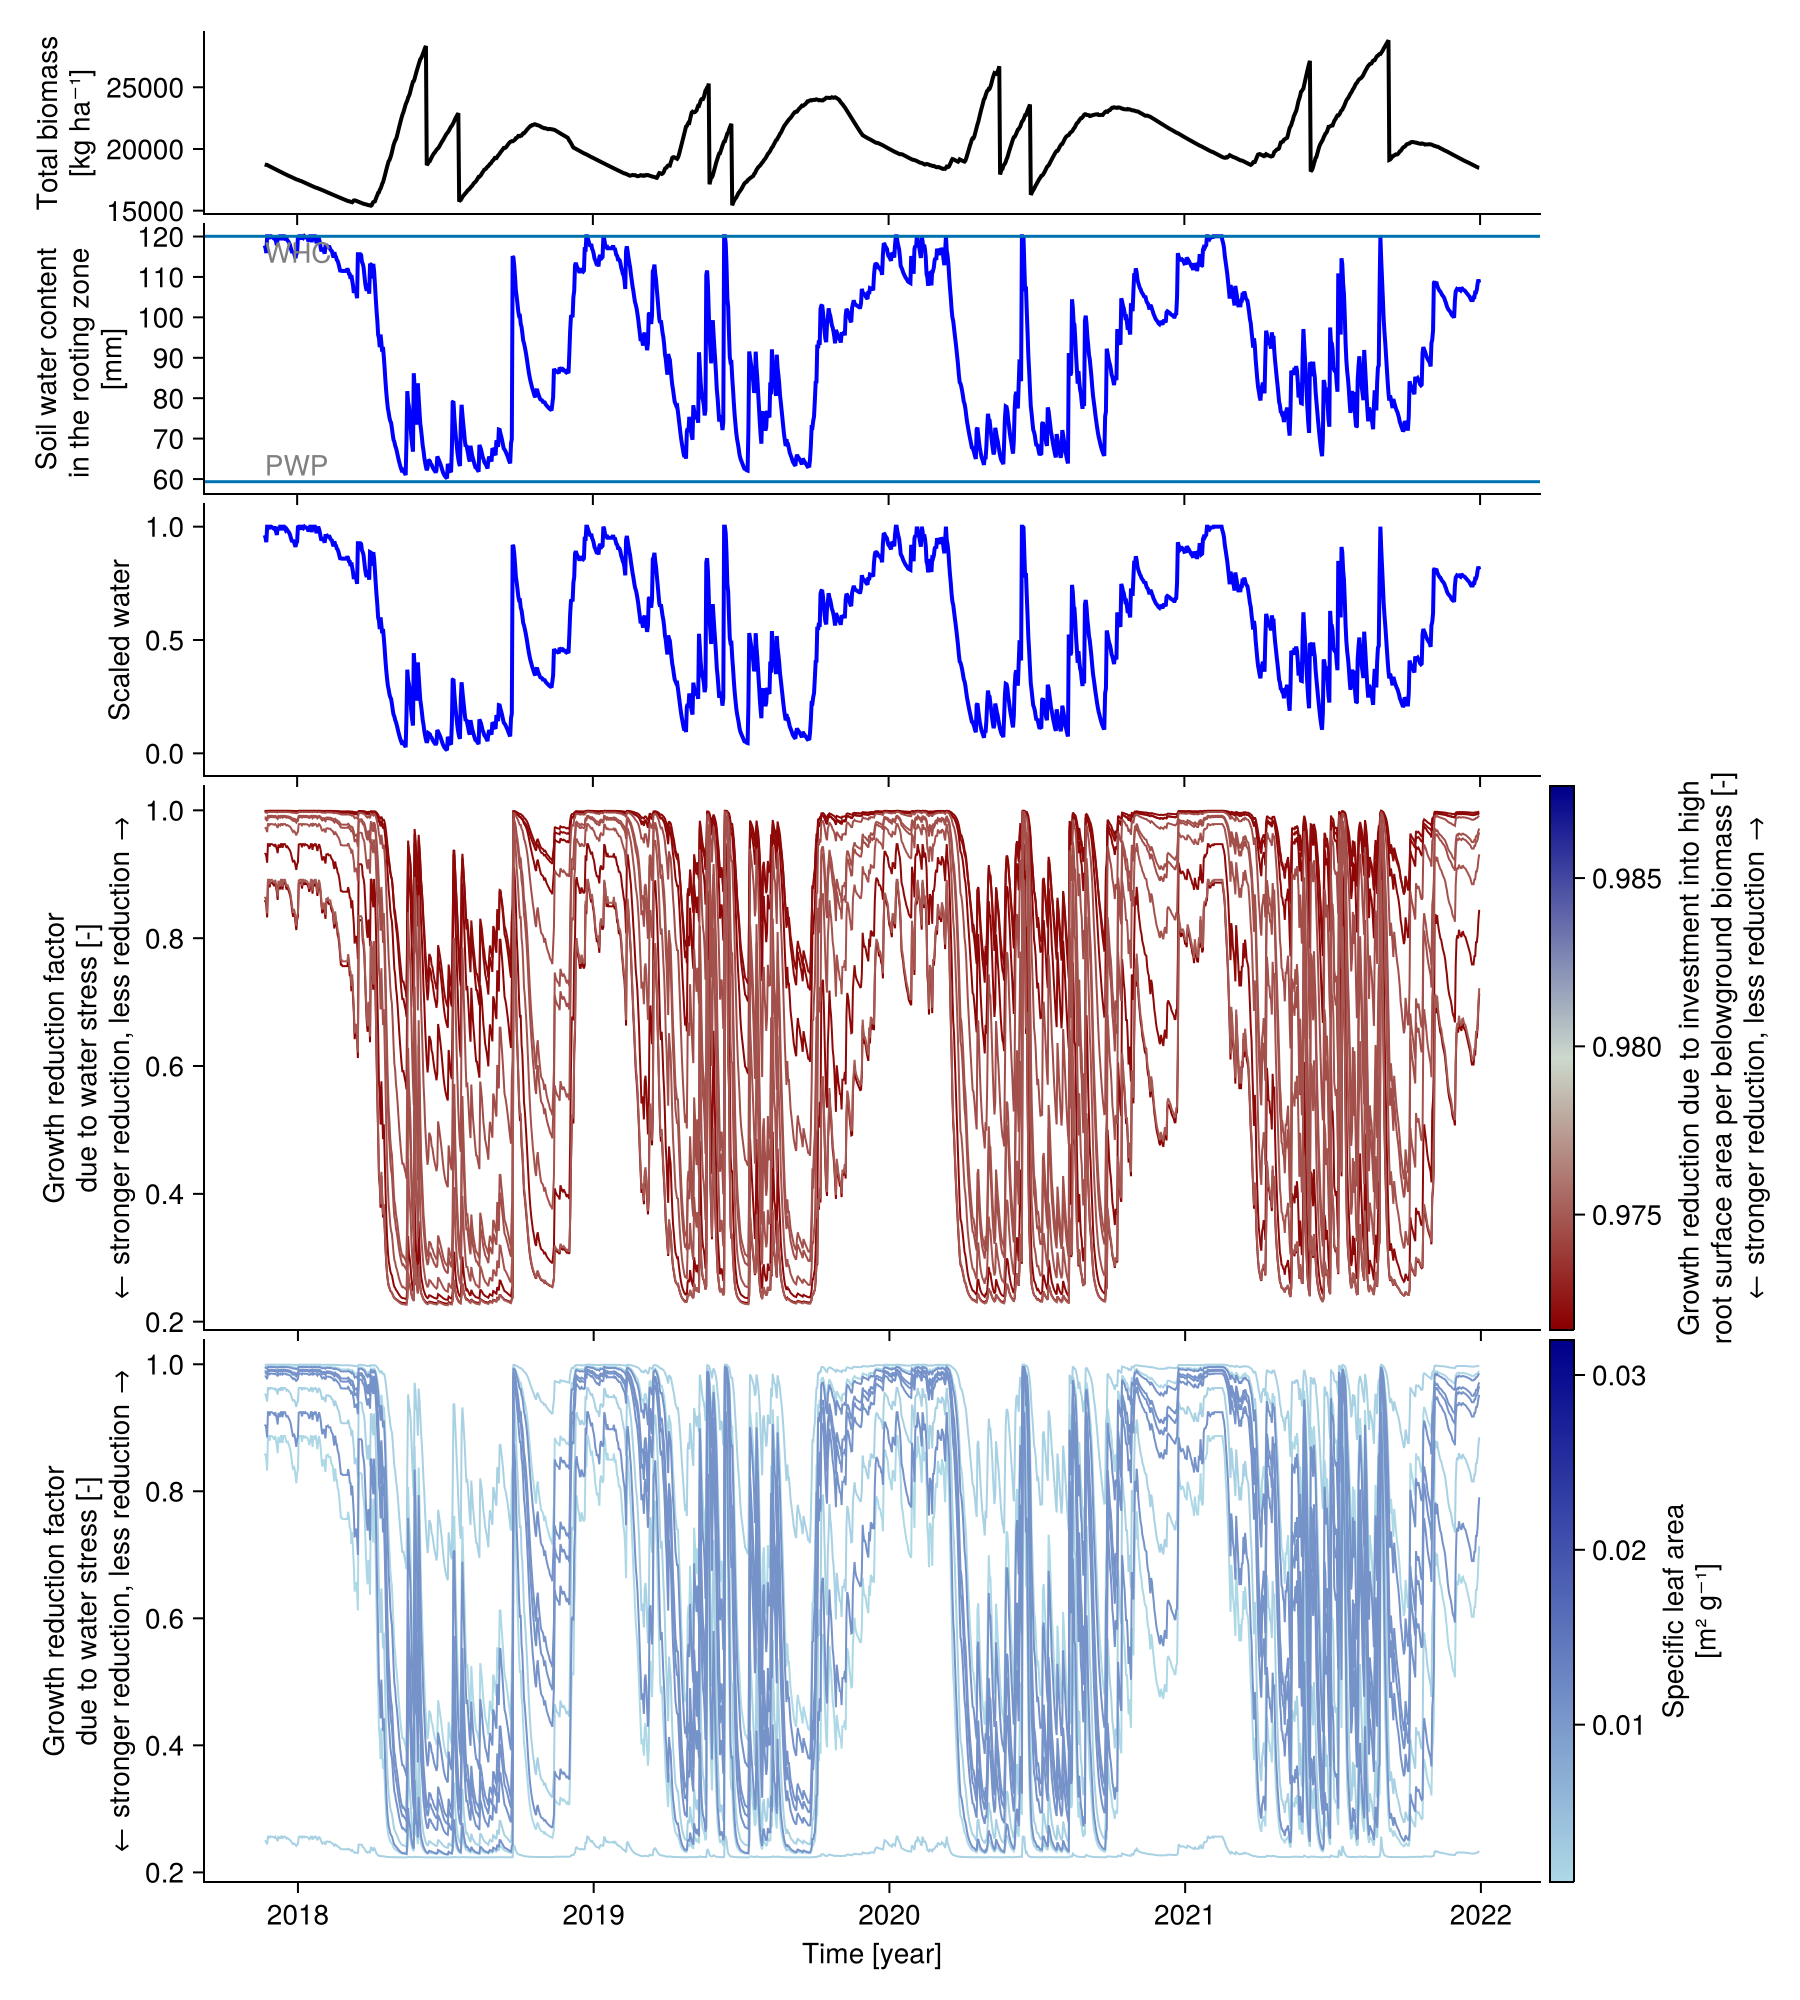 Total biomass
[kg ha⁻¹]
25000
20000
15000
Soil water content
in the rooting zone
[mm]
120
110
100
90
80
70
60
WHC
PWP
Scaled water
1.0
0.5
0.0
Growth reduction factor
due to water stress [-]
← stronger reduction, less reduction →
1.0
0.8
0.6
0.4
0.2
0.985
0.980
0.975
Growth reduction due to investment into high
root surface area per belowground biomass [-]
← stronger reduction, less reduction →
Growth reduction factor
due to water stress [-]
← stronger reduction, less reduction →
1.0
0.8
0.6
0.4
0.2
0.03
0.02
0.01
Specific leaf area
[m² g⁻¹]
2018
2019
2020
2021
2022
Time [year]